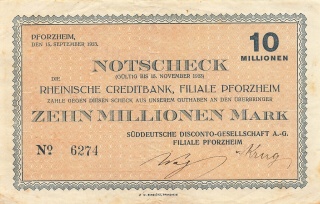 PFORZHEIM,
DEN 15. SEPTEMBER 1923.
10
MILLIONEN
NOTSCHECK
(GÜLTIG BIS 15. NOVEMBER 1923)
DIE
RHEINISCHE CREDITBANK, FILIALE PFORZHEIM
ZAHLE GEGEN DIESEN SCHECK AUS UNSEREM GUTHABEN AN DEN ÜBERBRINGER
ZEHN MILLIONEN MARK
SÜDDEUTSCHE DISCONTO-GESELLSCHAFT A.-G.
FILIALE PFORZHEIM
No 6274